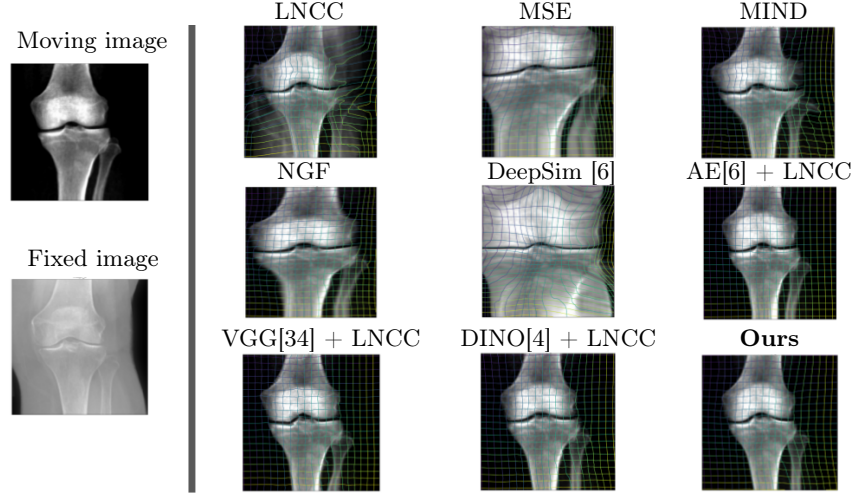 Moving image
Fixed image
LNCC
MSE
MIND
NGF
DeepSim [6]
AE[6] + LNCC
VGG[34] + LNCC
DINO[4] + LNCC
Ours